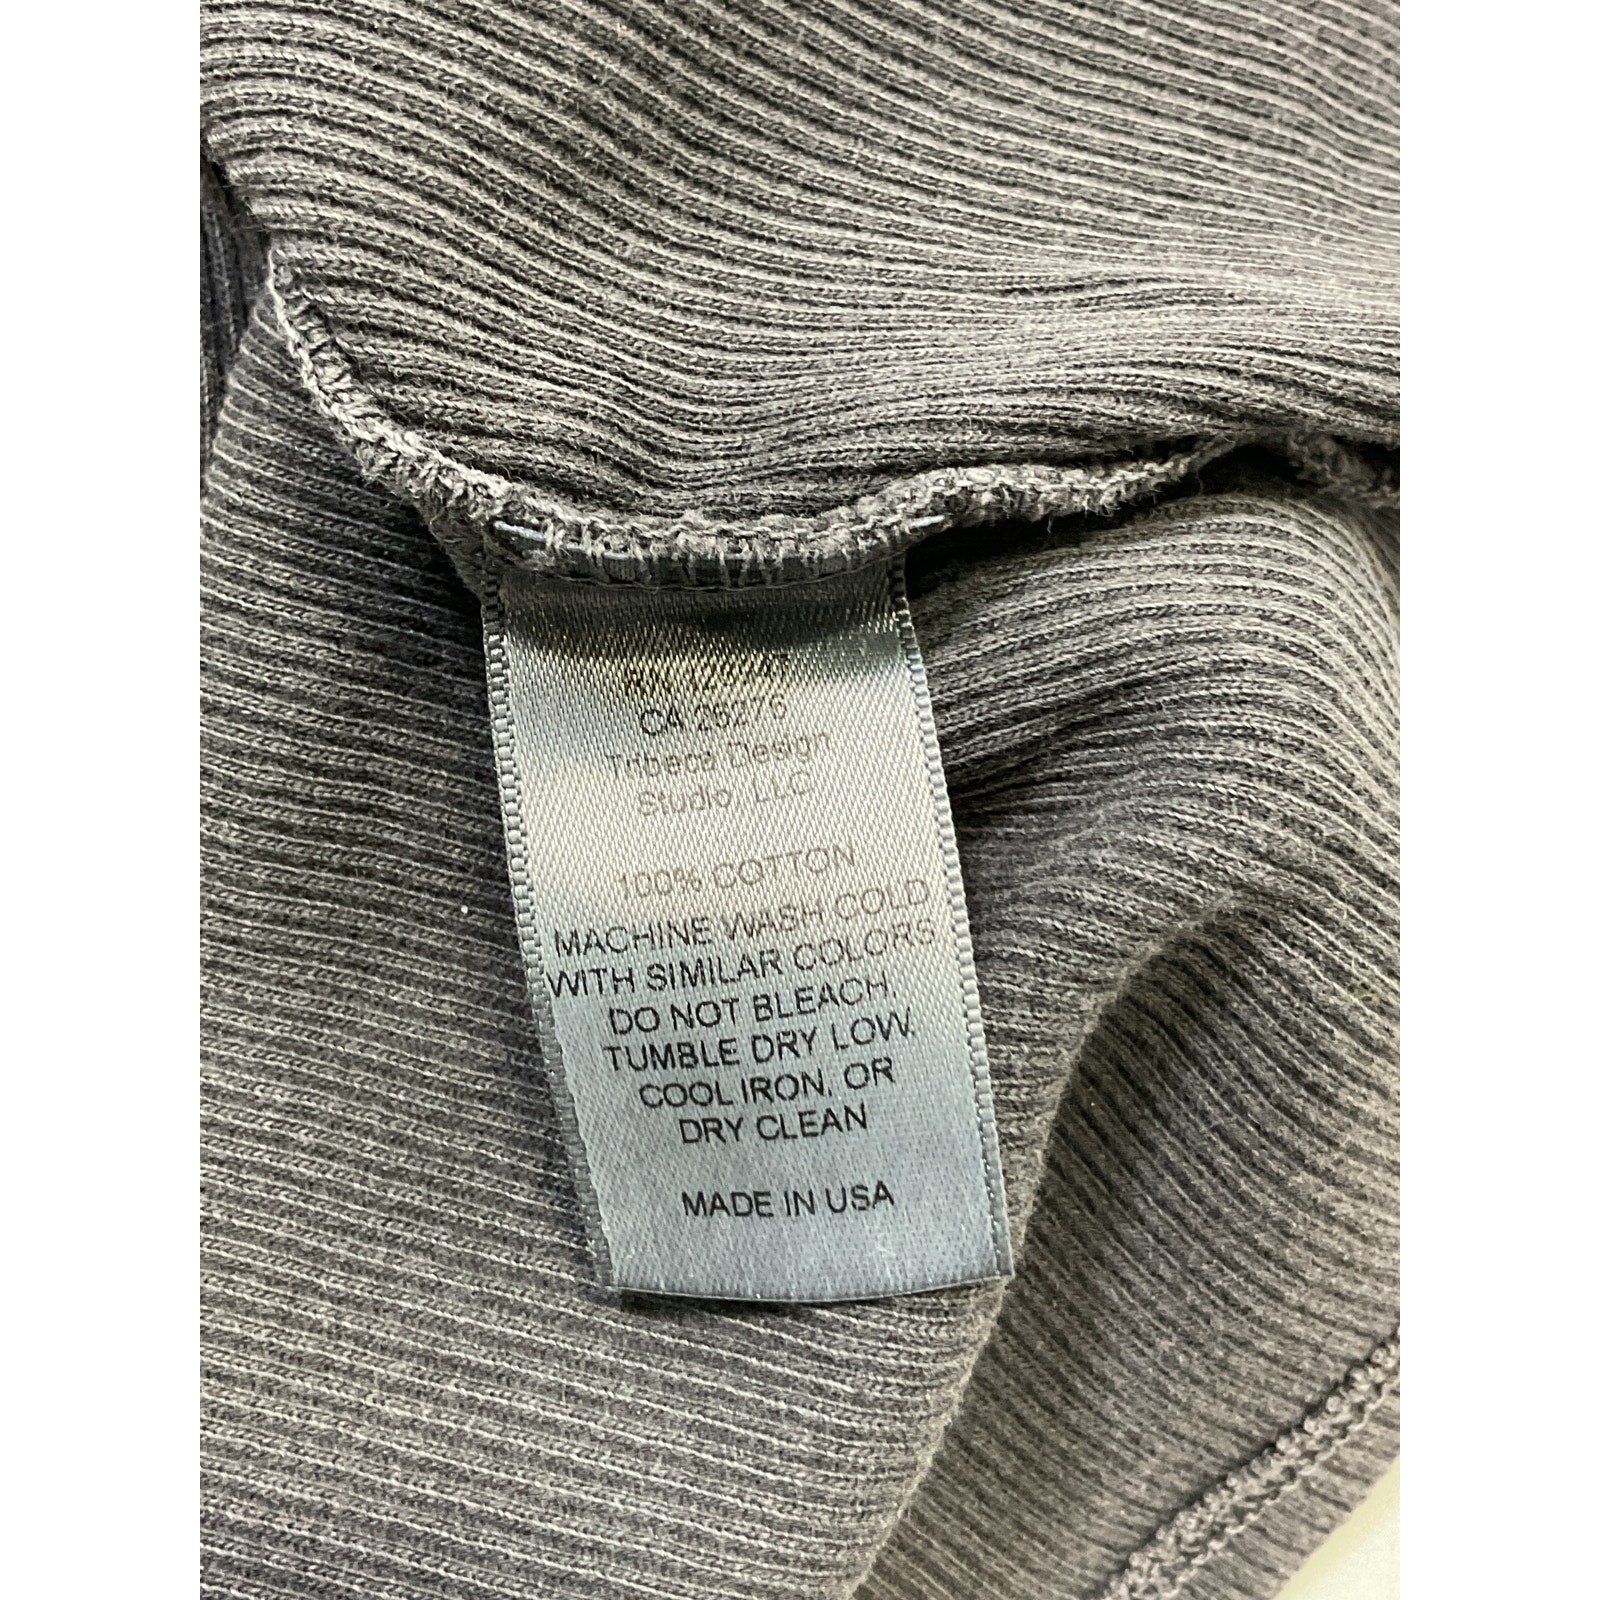 CA 26276
Tribeca Design
Studio LLC
100% COTTON
MACHINE WASH COLD
WITH SIMILAR COLORS
DO NOT BLEACH,
TUMBLE DRY LOW,
COOL IRON, OR
DRY CLEAN
MADE IN USA